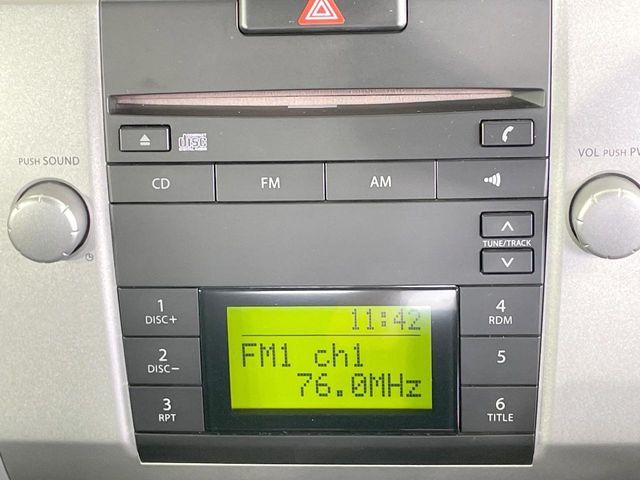 disc
PUSH SOUND
VOL PUSH PW
CD
FM
AM
TUNE/TRACK
1
DISC+
2
DISC-
3
RPT
11:42
FM1 ch1
76.0MHz
4
RDM
5
6
TITLE